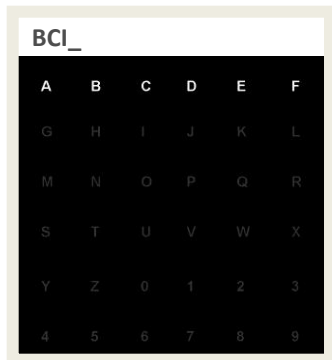 BCI_
A B C D E F
G H I J K L
M N O P Q R
S T U V W X
Y Z 0 1 2 3
4 5 6 7 8 9